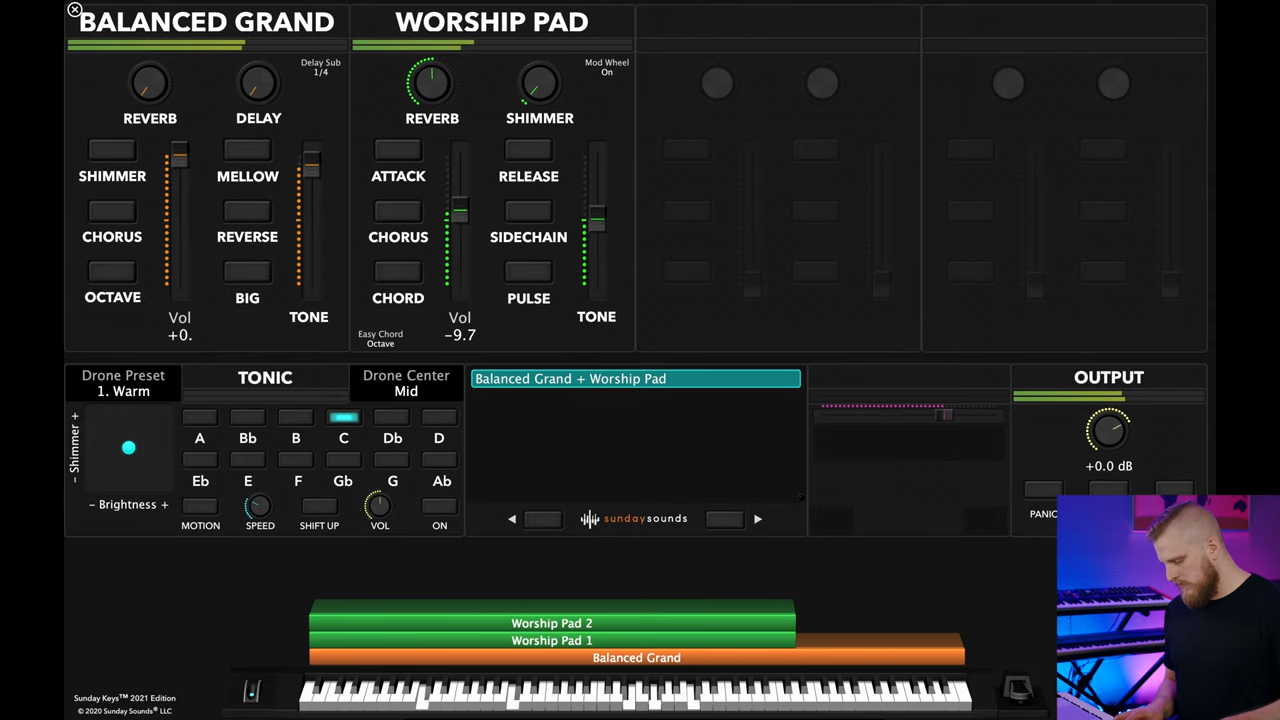 BALANCED GRAND
WORSHIP PAD
Delay Sub
1/4
Mod Wheel
On
REVERB
DELAY
REVERB
SHIMMER
SHIMMER
MELLOW
ATTACK
RELEASE
CHORUS
REVERSE
CHORUS
SIDECHAIN
OCTAVE
BIG
CHORD
PULSE
Vol
+0.
TONE
Easy Chord
Octave
Vol
-9.7
TONE
Drone Preset
1. Warm
TONIC
Drone Center
Mid
Balanced Grand + Worship Pad
OUTPUT
- Shimmer +
A
Bb
B
C
Db
D
Eb
E
F
Gb
G
Ab
- Brightness +
MOTION
SPEED
SHIFT UP
VOL
ON
sundaysounds
+0.0 dB
PANIC
Worship Pad 2
Worship Pad 1
Balanced Grand
Sunday Keys™ 2021 Edition
© 2020 Sunday Sounds® LLC